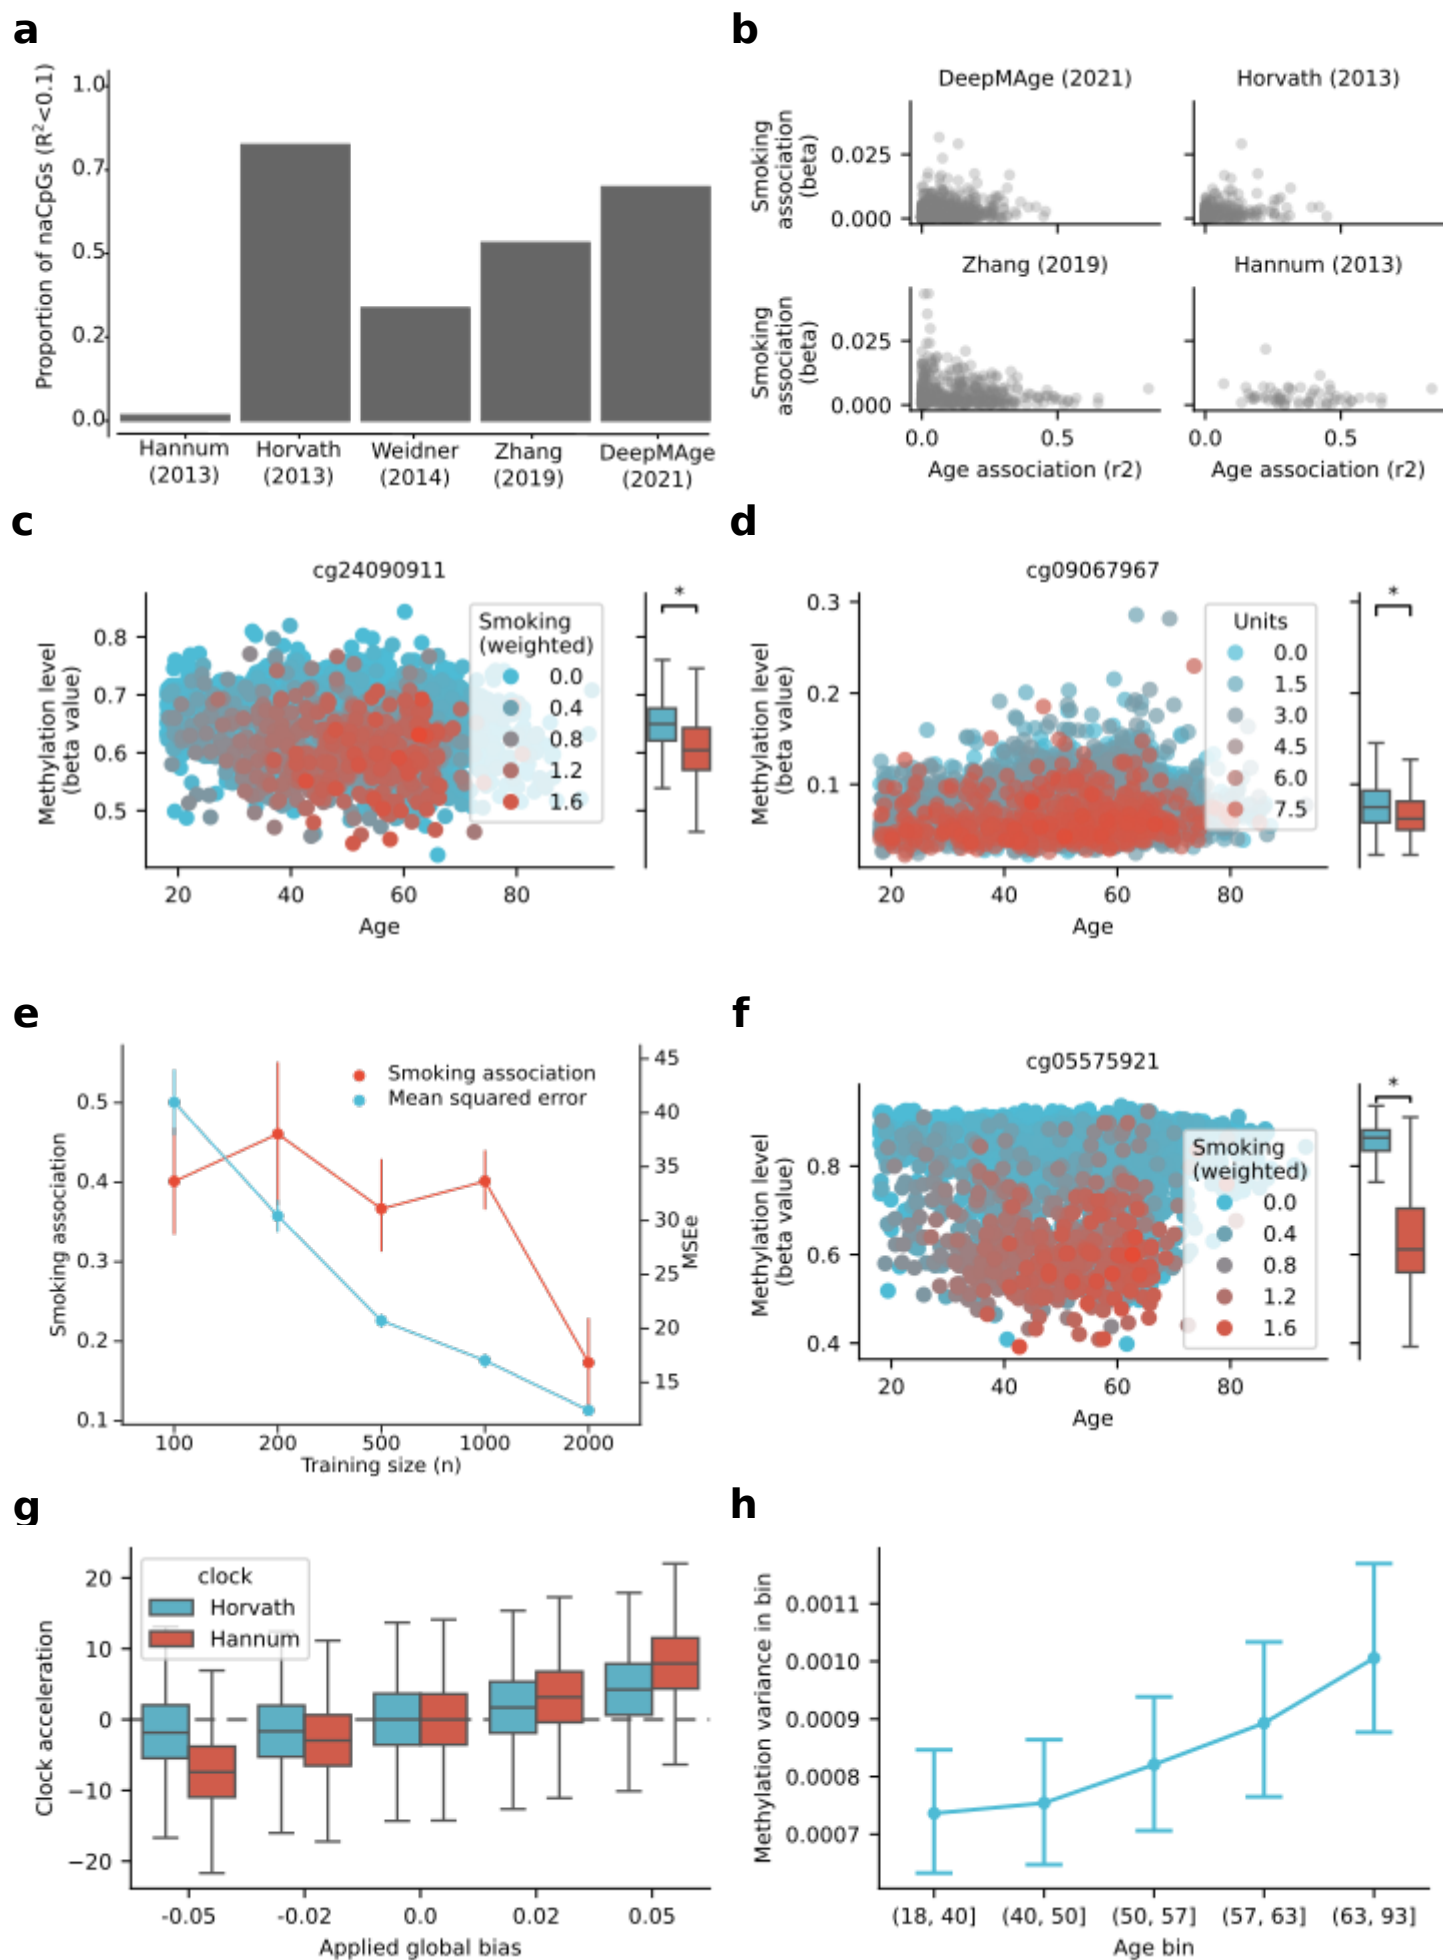 a
Proportion of naCpGs (R²<0.1)
1.0
0.7
0.5
0.2
0.0
Hannum
(2013)
Horvath
(2013)
Weidner
(2014)
Zhang
(2019)
DeepMAge
(2021)
b
DeepMAge (2021)
Horvath (2013)
Smoking
association
(beta)
0.025
0.000
Zhang (2019)
Hannum (2013)
Smoking
association
(beta)
0.025
0.000
0.0
0.5
0.0
0.5
Age association (r2)
Age association (r2)
c
cg24090911
Methylation level
(beta value)
0.8
0.7
0.6
0.5
Smoking
(weighted)
0.0
0.4
0.8
1.2
1.6
*
20
40
60
80
Age
d
cg09067967
Methylation level
(beta value)
0.3
0.2
0.1
Units
0.0
1.5
3.0
4.5
6.0
7.5
*
20
40
60
80
Age
e
Smoking association
0.5
0.4
0.3
0.2
0.1
Smoking association
Mean squared error
45
40
35
30
25
20
15
MSEe
100
200
500
1000
2000
Training size (n)
f
cg05575921
Methylation level
(beta value)
0.8
0.6
0.4
Smoking
(weighted)
0.0
0.4
0.8
1.2
1.6
*
20
40
60
80
Age
g
Clock acceleration
20
10
0
−10
−20
clock
Horvath
Hannum
-0.05
-0.02
0.0
0.02
0.05
Applied global bias
h
Methylation variance in bin
0.0011
0.0010
0.0009
0.0008
0.0007
(18, 40]
(40, 50]
(50, 57]
(57, 63]
(63, 93]
Age bin